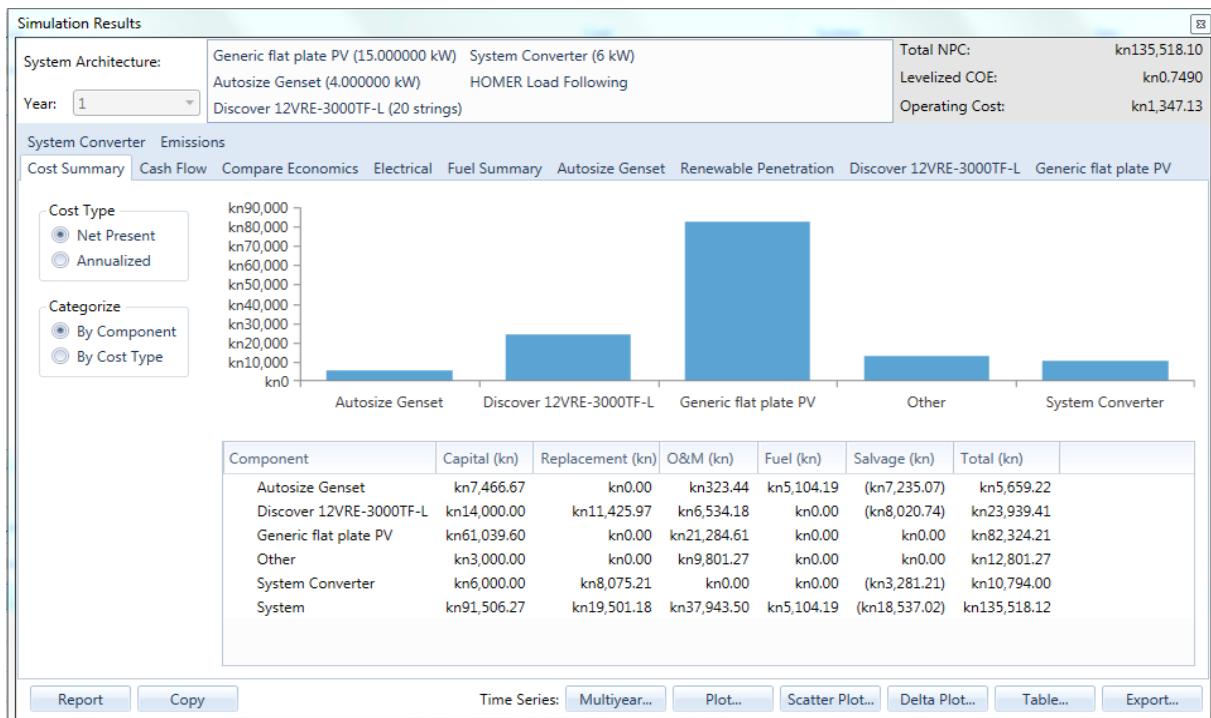 Simulation Results
System Architecture:
Generic flat plate PV (15.000000 kW) System Converter (6 kW)
Autosize Genset (4.000000 kW) HOMER Load Following
Discover 12VRE-3000TF-L (20 strings)
Year: 1
Total NPC: kn135,518.10
Levelized COE: kn0.7490
Operating Cost: kn1,347.13
System Converter Emissions
Cost Summary Cash Flow Compare Economics Electrical Fuel Summary Autosize Genset Renewable Penetration Discover 12VRE-3000TF-L Generic flat plate PV
Cost Type
Net Present
Annualized
Categorize
By Component
By Cost Type
kn90,000
kn80,000
kn70,000
kn60,000
kn50,000
kn40,000
kn30,000
kn20,000
kn10,000
kn0
Autosize Genset Discover 12VRE-3000TF-L Generic flat plate PV Other System Converter
Component Capital (kn) Replacement (kn) O&M (kn) Fuel (kn) Salvage (kn) Total (kn)
Autosize Genset kn7,466.67 kn0.00 kn323.44 kn5,104.19 (kn7,235.07) kn5,659.22
Discover 12VRE-3000TF-L kn14,000.00 kn11,425.97 kn6,534.18 kn0.00 (kn8,020.74) kn23,939.41
Generic flat plate PV kn61,039.60 kn0.00 kn21,284.61 kn0.00 kn0.00 kn82,324.21
Other kn3,000.00 kn0.00 kn9,801.27 kn0.00 kn0.00 kn12,801.27
System Converter kn6,000.00 kn8,075.21 kn0.00 kn0.00 (kn3,281.21) kn10,794.00
System kn91,506.27 kn19,501.18 kn37,943.50 kn5,104.19 (kn18,537.02) kn135,518.12
Report Copy Time Series: Multiyear... Plot... Scatter Plot... Delta Plot... Table... Export...